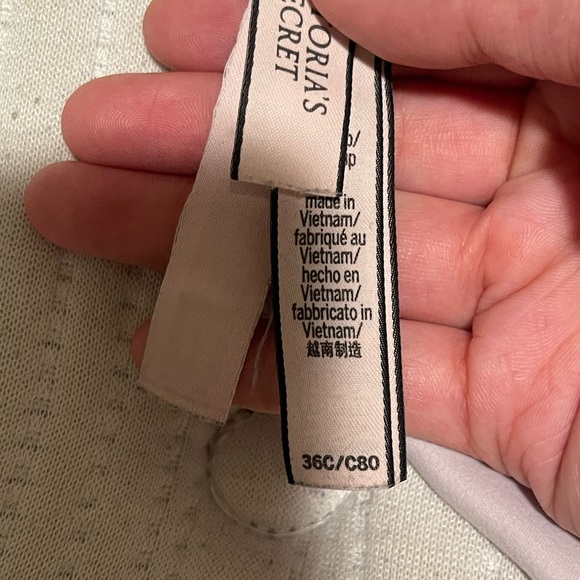 made in
Vietnam/
fabriqué au
Vietnam/
hecho en
Vietnam/
fabbricato in
Vietnam/
越南制造
36C/C80